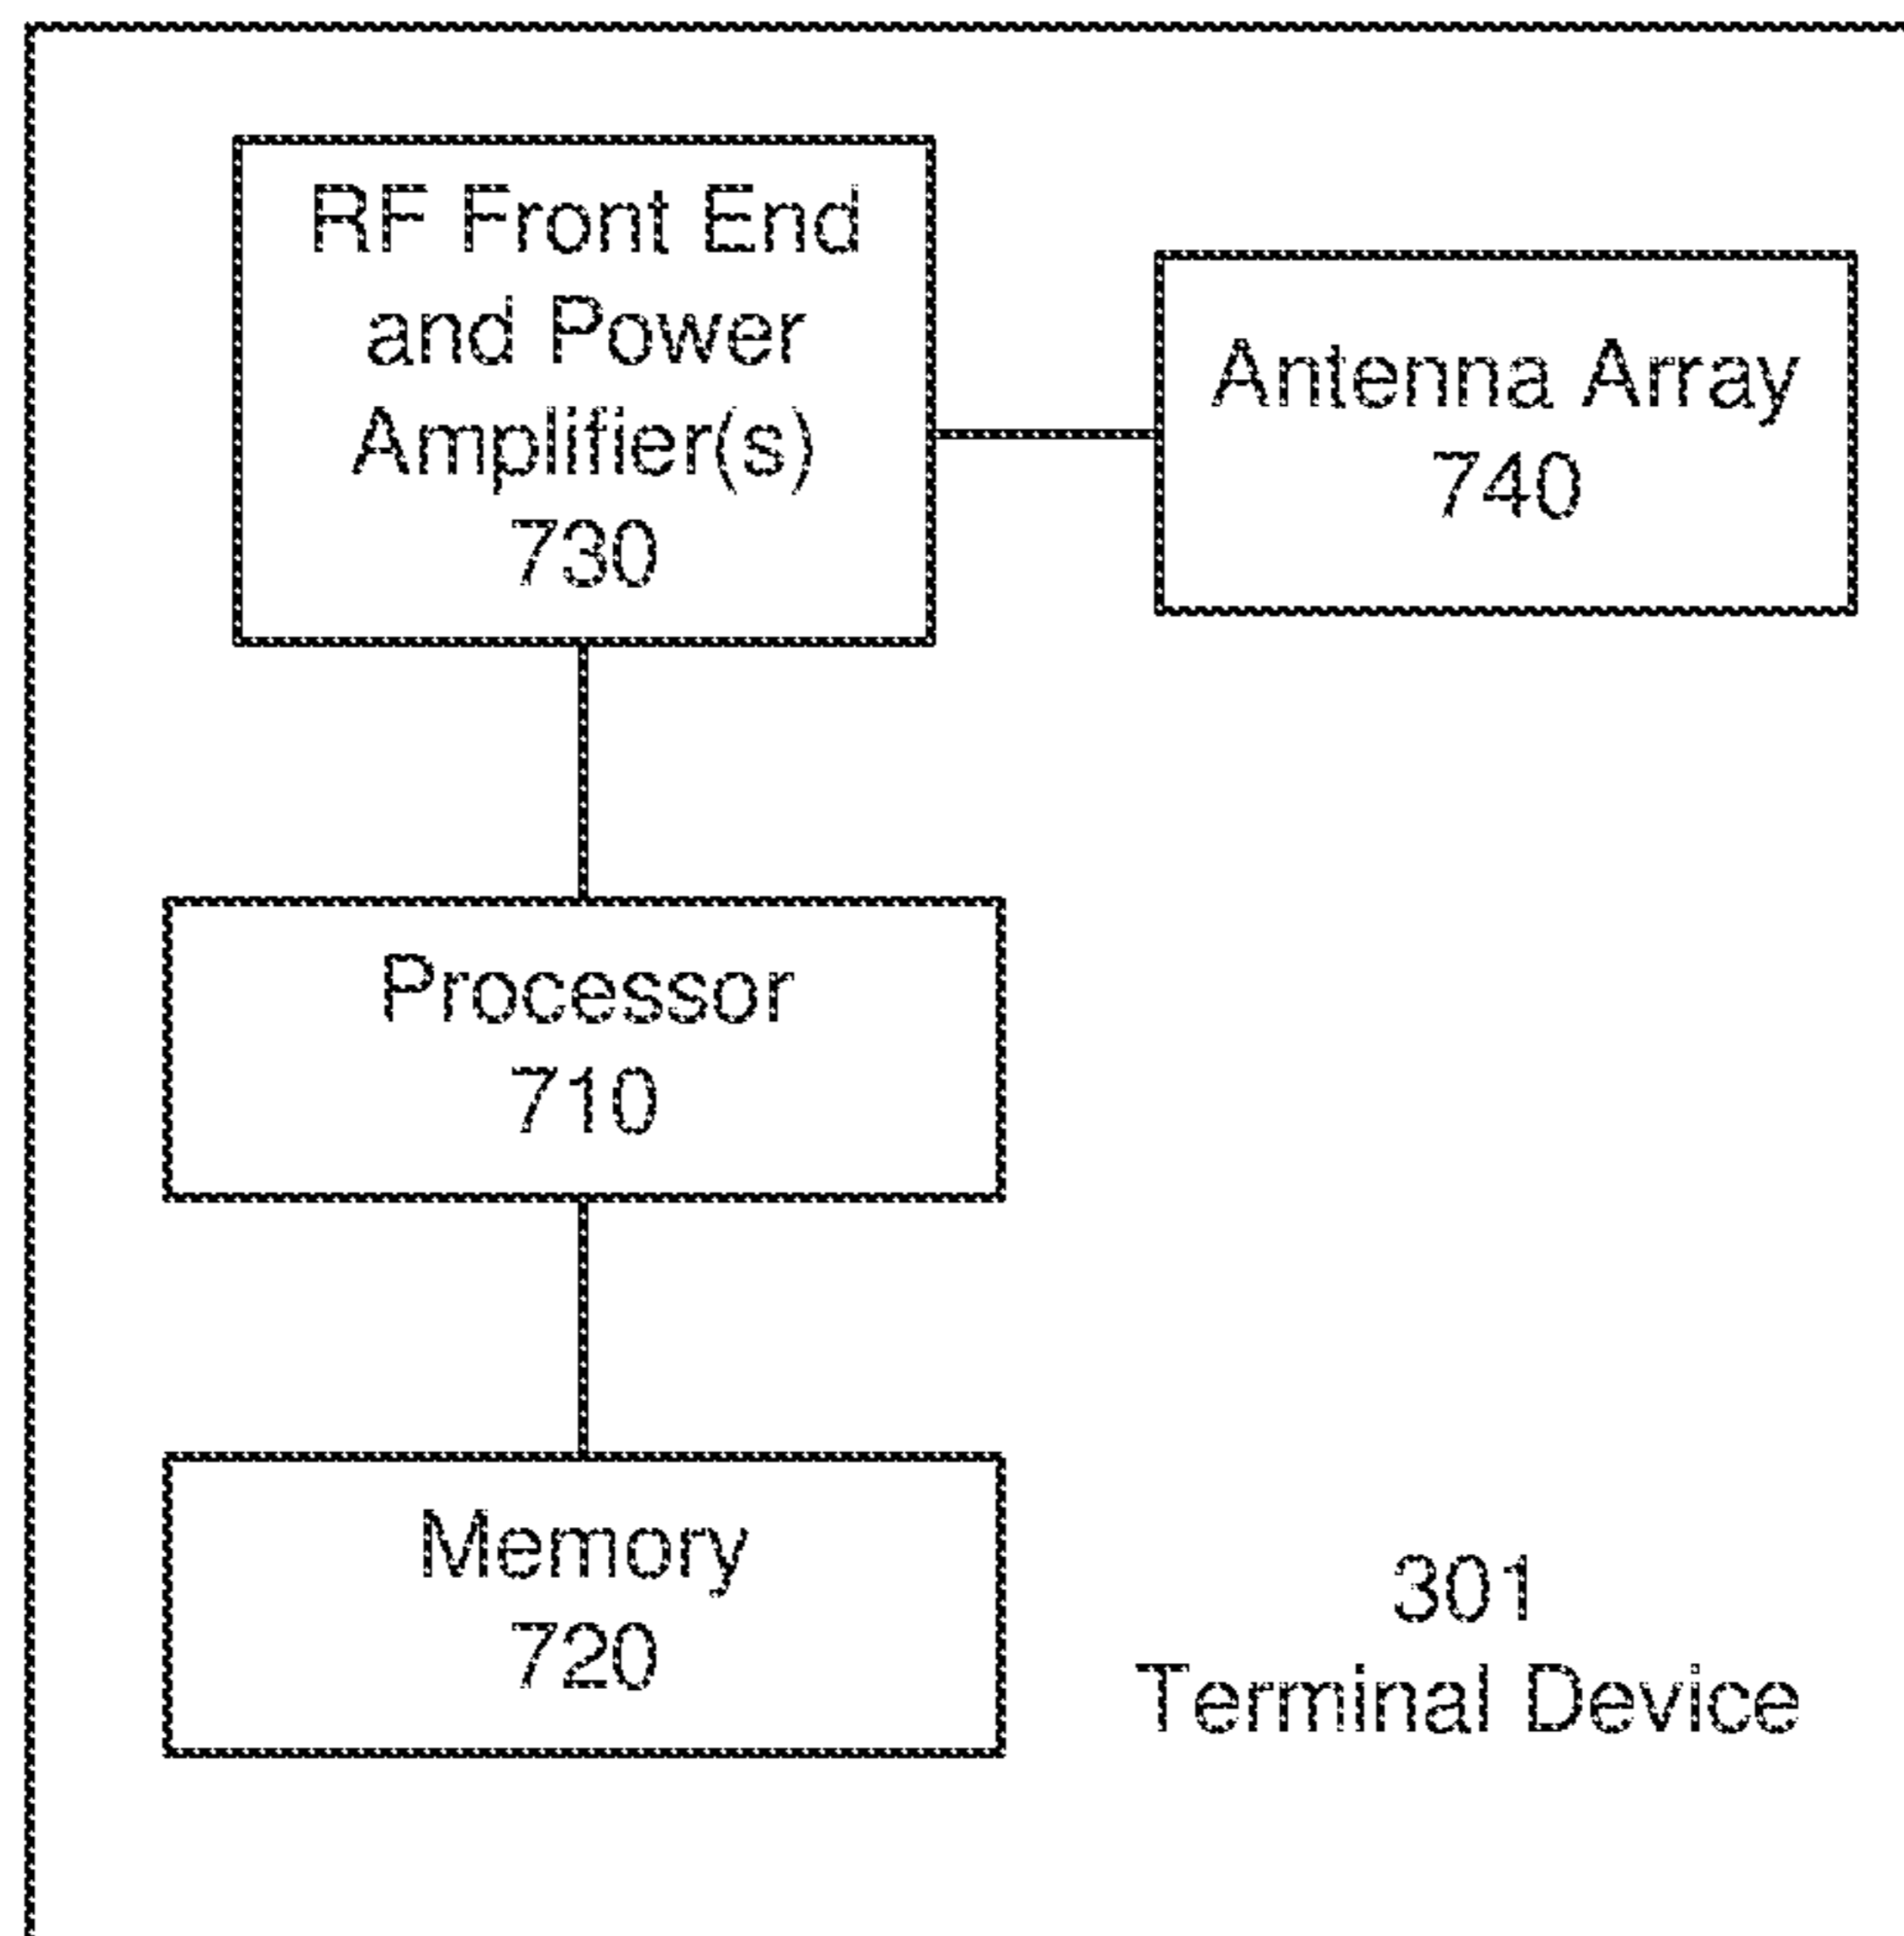 RF Front End
and Power
Amplifier(s)
730
Antenna Array
740
Processor
710
Memory
720
301
Terminal Device